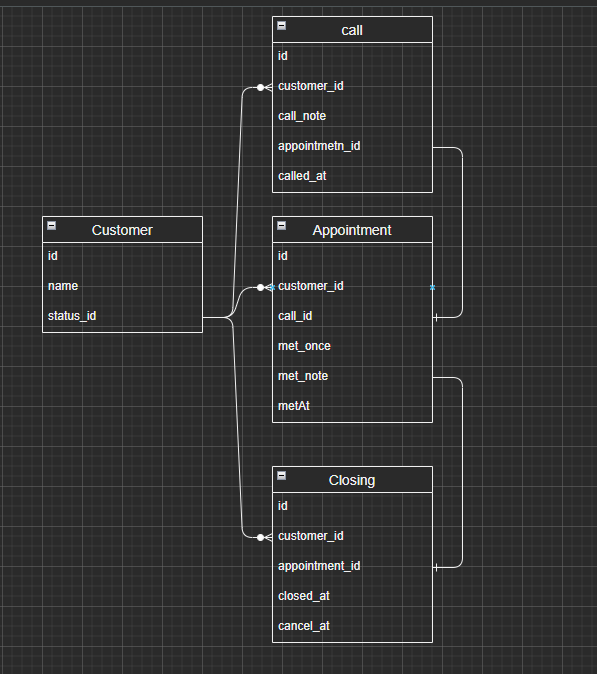 call
id
customer_id
call_note
appointmetn_id
called_at
Customer
id
name
status_id
Appointment
id
customer_id
call_id
met_once
met_note
metAt
Closing
id
customer_id
appointment_id
closed_at
cancel_at